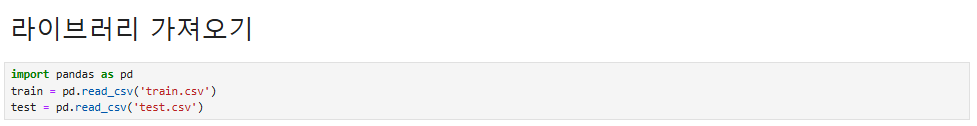 라이브러리 가져오기
import pandas as pd
train = pd.read_csv('train.csv')
test = pd.read_csv('test.csv')